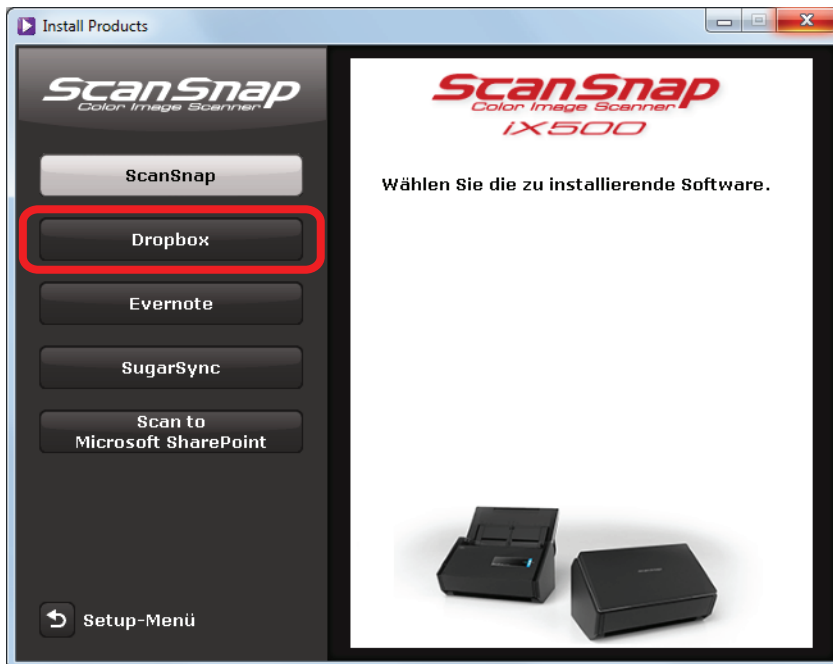 Install Products
ScanSnap
Color Image Scanner
ScanSnap
Dropbox
Evernote
SugarSync
Scan to
Microsoft SharePoint
Setup-Menü
ScanSnap
Color Image Scanner
iX500
Wählen Sie die zu installierende Software.